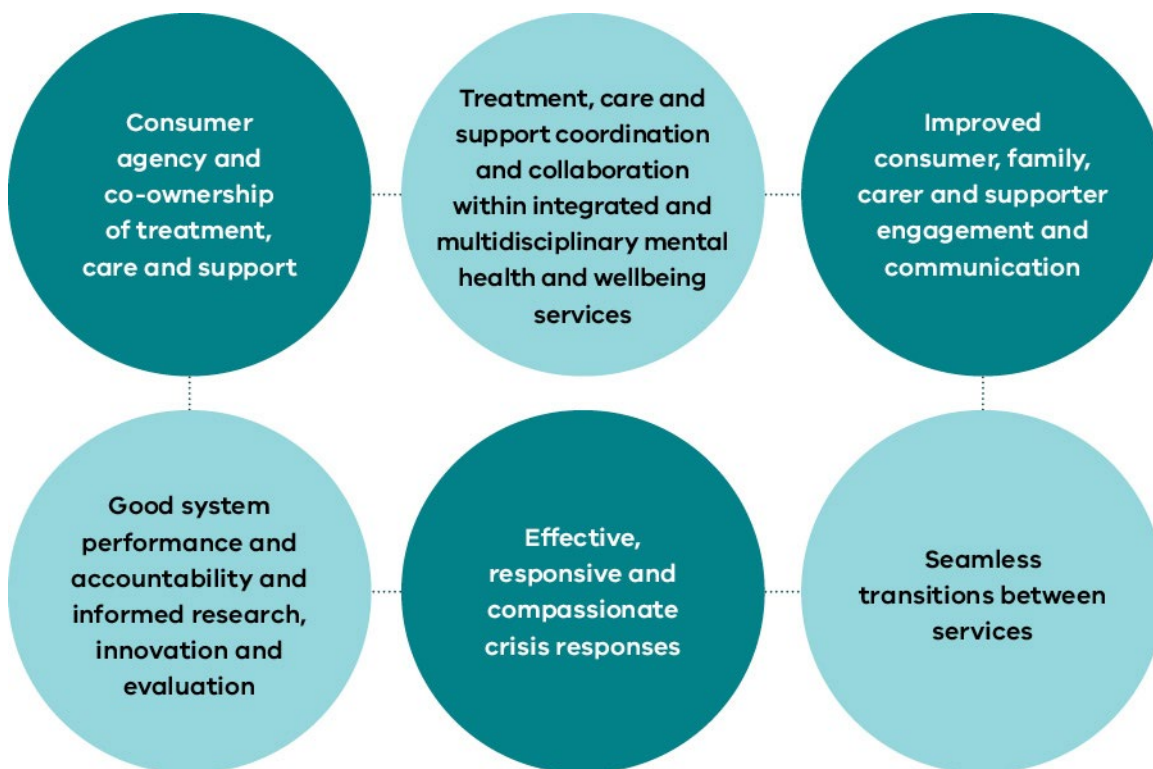 Consumer
agency and
co-ownership
of treatment,
care and support
Treatment, care and
support coordination
and collaboration
within integrated and
multidisciplinary mental
health and wellbeing
services
Improved
consumer, family,
carer and supporter
engagement and
communication
Good system
performance and
accountability and
informed research,
innovation and
evaluation
Effective,
responsive and
compassionate
crisis responses
Seamless
transitions between
services